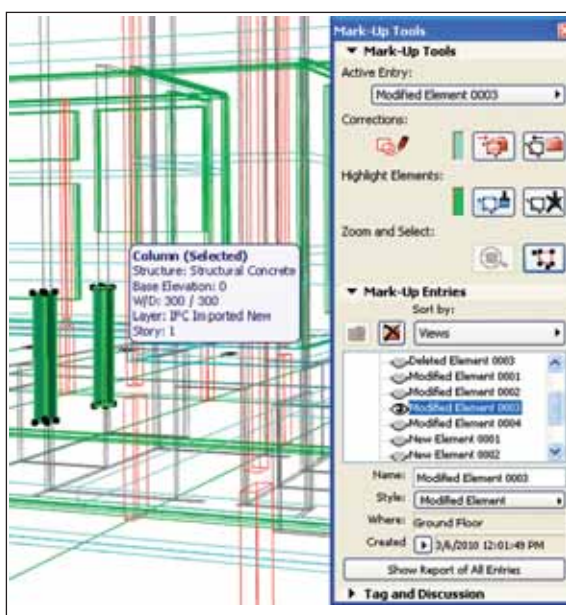 Mark-Up Tools
Mark-Up Tools
Active Entry:
Modified Element 0003
Corrections:
Highlight Elements:
Zoom and Select:
Column (Selected)
Structure: Structural Concrete
Base Elevation: 0
W/D: 300 / 300
Layer: IFC Imported New
Story: 1
Mark-Up Entries
Sort by:
Views
Deleted Element 0003
Modified Element 0001
Modified Element 0002
Modified Element 0003
Modified Element 0004
New Element 0001
New Element 0002
Name: Modified Element 0003
Style: Modified Element
Where: Ground Floor
Created 3/6/2010 12:01:49 PM
Show Report of All Entries
Tag and Discussion